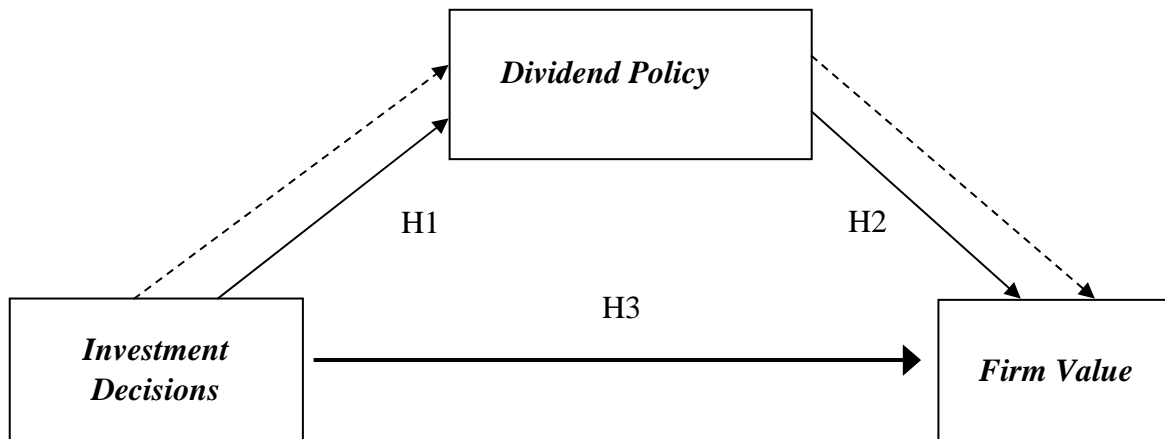 Dividend Policy
H1
H2
H3
Investment
Decisions
Firm Value